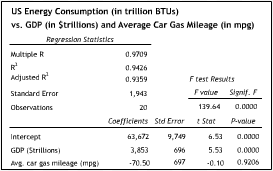 US Energy Consumption (in trillion BTUs)
vs. GDP (in $trillions) and Average Car Gas Mileage (in mpg)
Regression Statistics
Multiple R 0.9709
R² 0.9426
Adjusted R² 0.9359 F test Results
Standard Error 1,943 F value Signif. F
Observations 20 139.64 0.0000
Coefficients Std Error t Stat P-value
Intercept 63,672 9,749 6.53 0.0000
GDP ($trillions) 3,853 696 5.53 0.0000
Avg. car gas mileage (mpg) -70.50 697 -0.10 0.9206